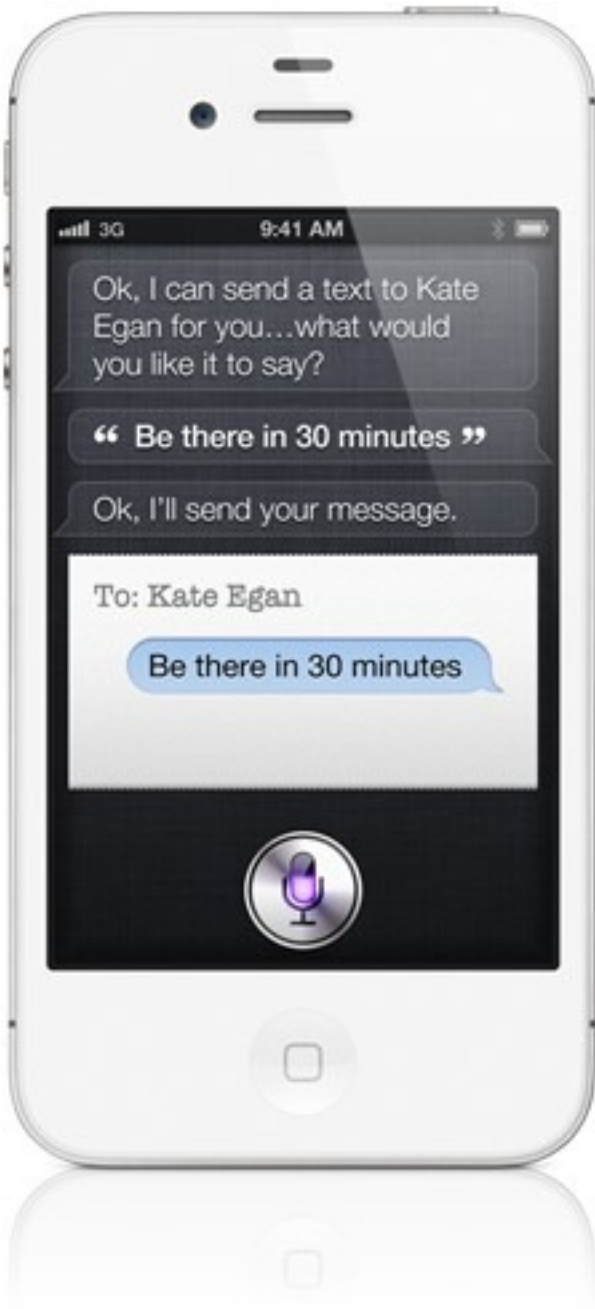 3G 9:41 AM
Ok, I can send a text to Kate
Egan for you...what would
you like it to say?
“ Be there in 30 minutes ”
Ok, I'll send your message.
To: Kate Egan
Be there in 30 minutes